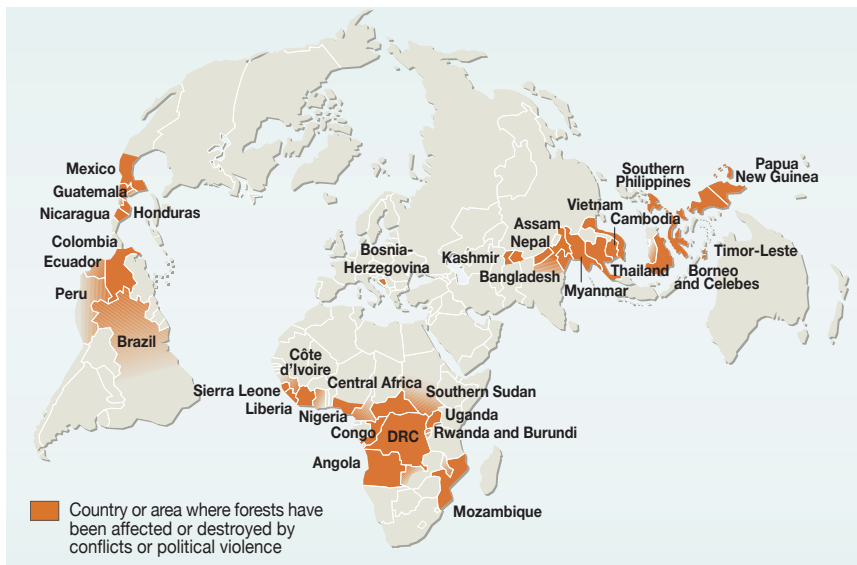 Mexico
Guatemala
Nicaragua
Honduras
Colombia
Ecuador
Peru
Brazil
Bosnia-
Herzegovina
Côte
d'Ivoire
Central Africa
Southern Sudan
Sierra Leone
Liberia
Nigeria
Uganda
Congo
DRC
Rwanda and Burundi
Angola
Mozambique
Kashmir
Assam
Nepal
Bangladesh
Myanmar
Vietnam
Cambodia
Thailand
Southern
Philippines
Papua
New Guinea
Timor-Leste
Borneo
and Celebes
Country or area where forests have
been affected or destroyed by
conflicts or political violence